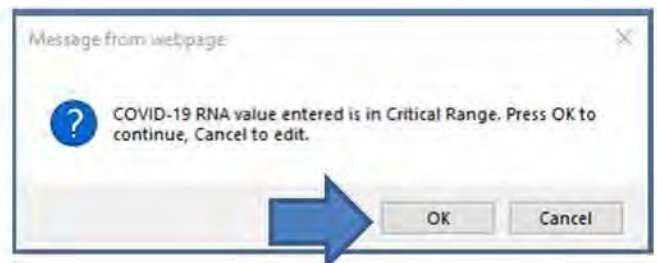 Message from webpage
COVID-19 RNA value entered is in Critical Range. Press OK to
continue, Cancel to edit.
OK
Cancel